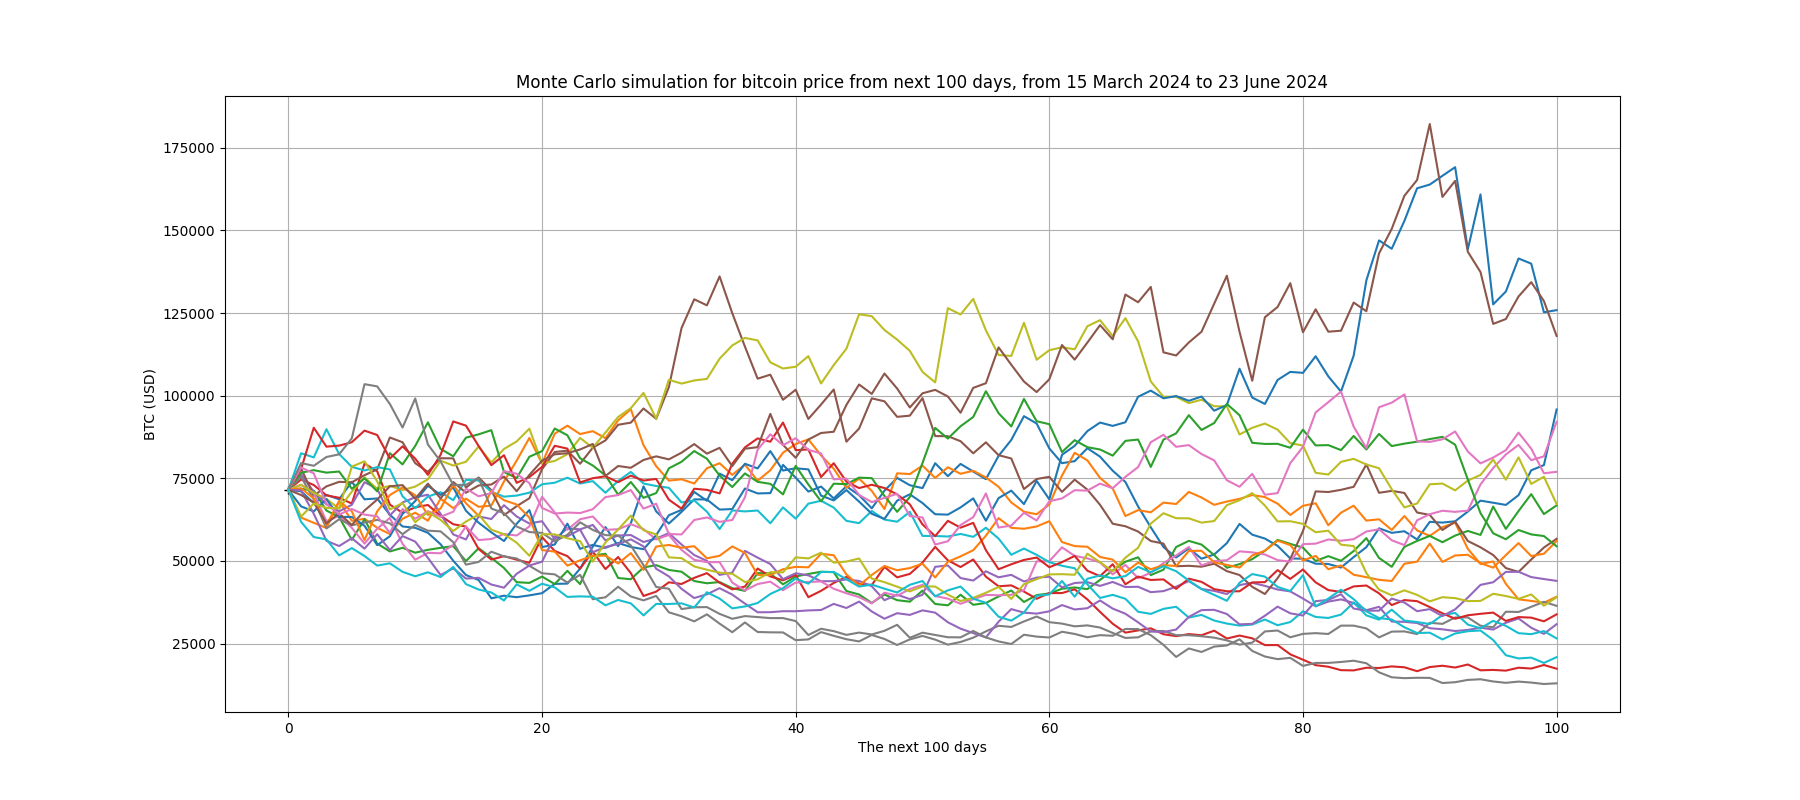 Monte Carlo simulation for bitcoin price from next 100 days, from 15 March 2024 to 23 June 2024
175000
150000
125000
100000
75000
50000
25000
BTC (USD)
0 20 40 60 80 100
The next 100 days